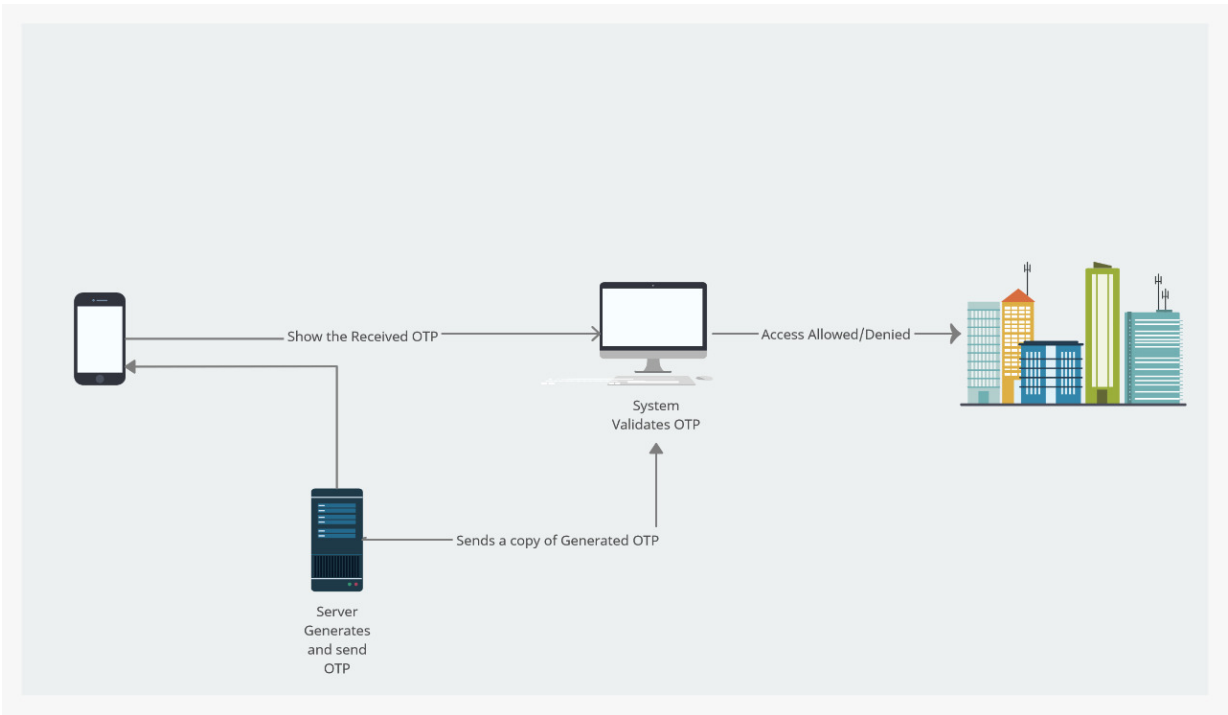 Show the Received OTP
Access Allowed/Denied
System
Validates OTP
Sends a copy of Generated OTP
Server
Generates
and send
OTP